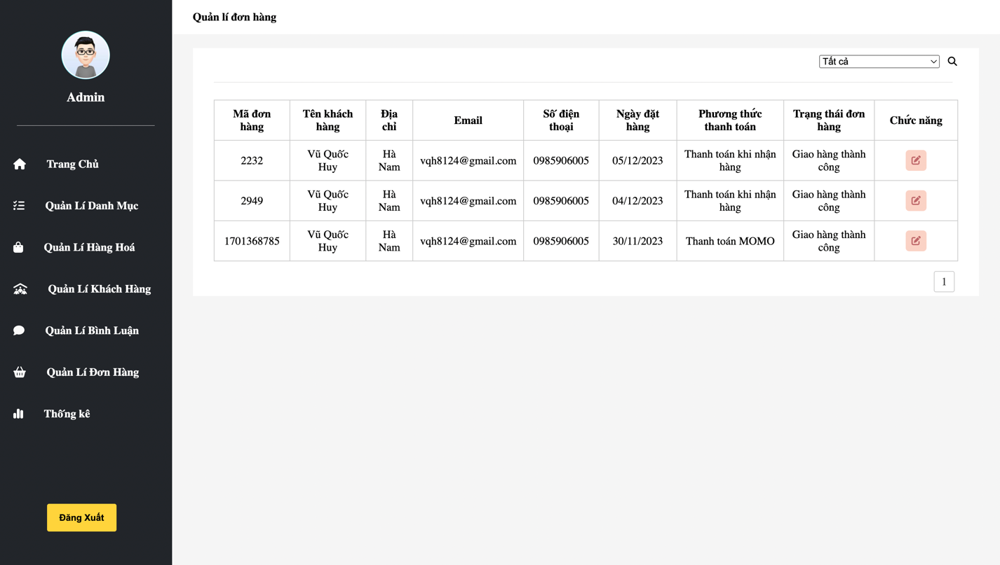 Quản lí đơn hàng
Admin
Trang Chủ
Quản Lí Danh Mục
Quản Lí Hàng Hoá
Quản Lí Khách Hàng
Quản Lí Bình Luận
Quản Lí Đơn Hàng
Thống kê
Đăng Xuất
Tất cả
Mã đơn hàng Tên khách hàng Địa chỉ Email Số điện thoại Ngày đặt hàng Phương thức thanh toán Trạng thái đơn hàng Chức năng
2232 Vũ Quốc Huy Hà Nam vqh8124@gmail.com 0985906005 05/12/2023 Thanh toán khi nhận hàng Giao hàng thành công
2949 Vũ Quốc Huy Hà Nam vqh8124@gmail.com 0985906005 04/12/2023 Thanh toán khi nhận hàng Giao hàng thành công
1701368785 Vũ Quốc Huy Hà Nam vqh8124@gmail.com 0985906005 30/11/2023 Thanh toán MOMO Giao hàng thành công
1